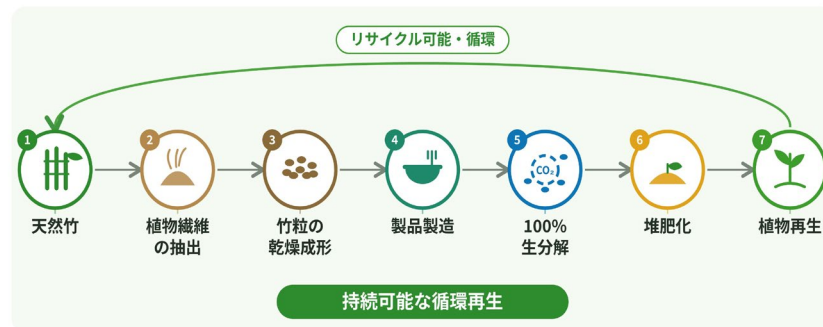 リサイクル可能・循環
1
2
3
4
5
6
7
CO₂
天然竹
植物繊維
の抽出
竹粒の
乾燥成形
製品製造
100%
生分解
堆肥化
植物再生
持続可能な循環再生